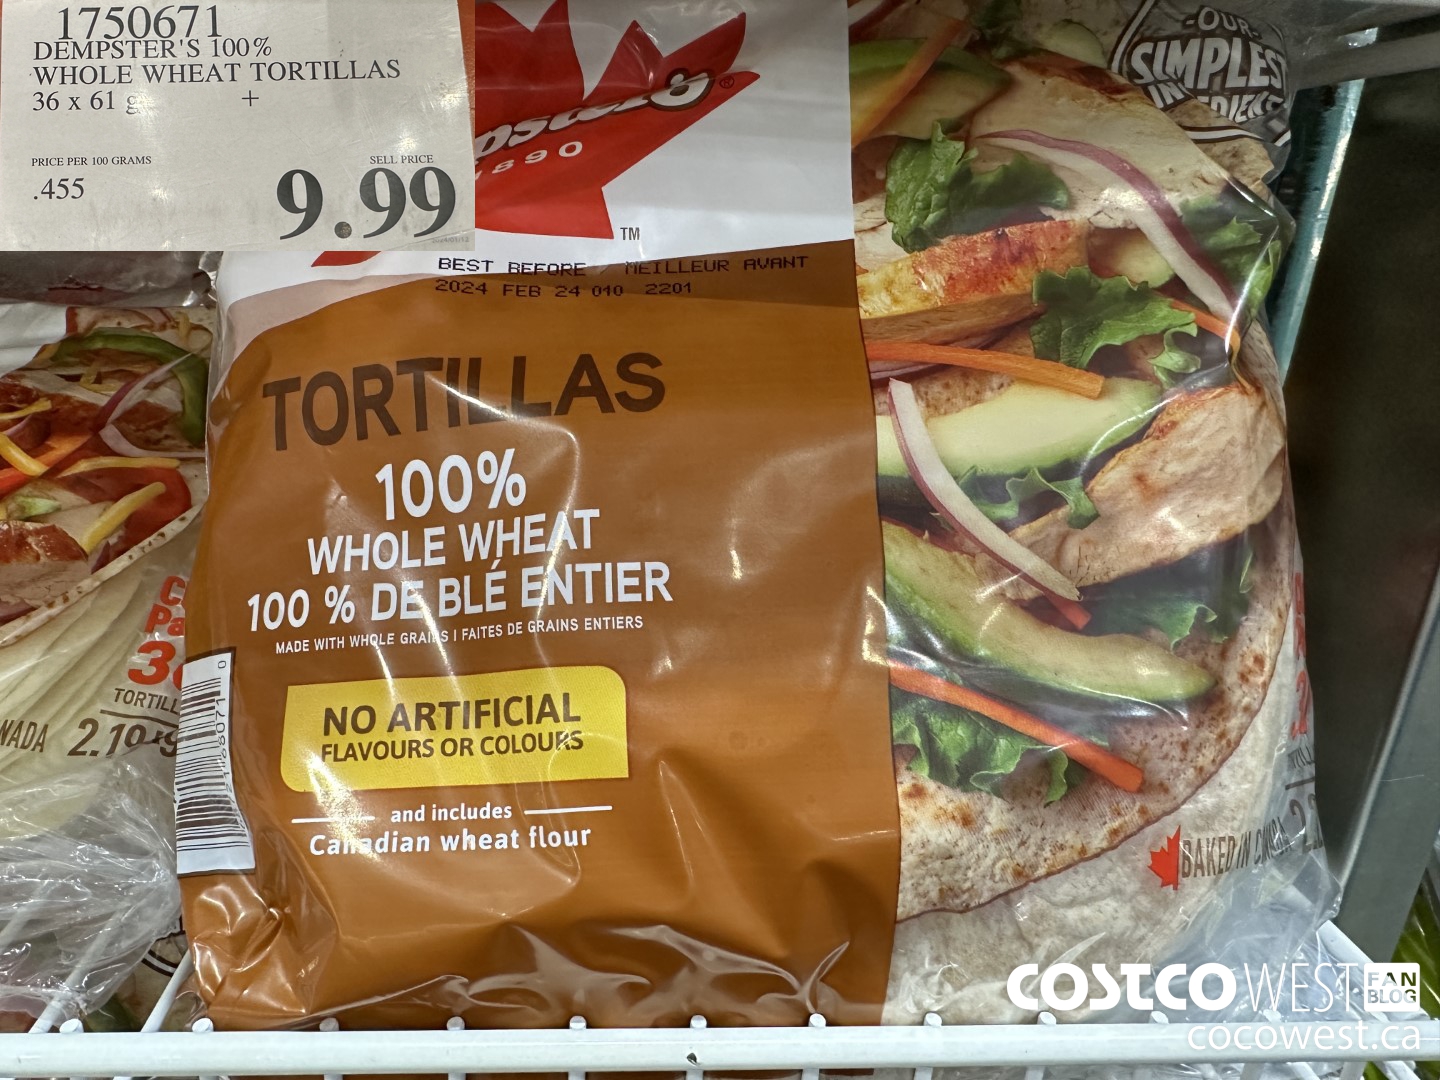 1750671
DEMPSTER'S 100%
WHOLE WHEAT TORTILLAS
36 x 61 g +
PRICE PER 100 GRAMS
.455
SELL PRICE
9.99
1890
TM
BEST BEFORE / MEILLEUR AVANT
2024 FEB 24 010 2201
TORTILLAS
100%
WHOLE WHEAT
100 % DE BLÉ ENTIER
MADE WITH WHOLE GRAINS | FAITES DE GRAINS ENTIERS
NO ARTIFICIAL
FLAVOURS OR COLOURS
and includes
Canadian wheat flour
-OUR-
SIMPLEST
BAKED IN CANADA
COSTCO WEST FAN BLOG
cocowest.ca